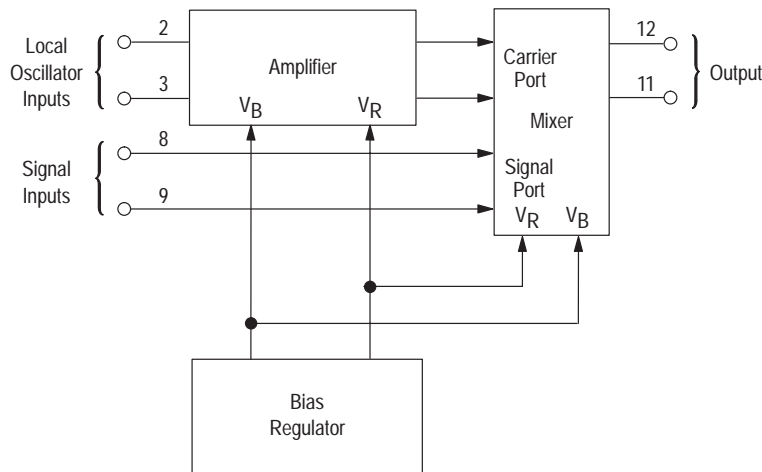 Local
Oscillator
Inputs
2
3
Amplifier
VB
VR
Carrier
Port
Mixer
Signal
Port
VR
VB
12
11
Output
Signal
Inputs
8
9
Bias
Regulator